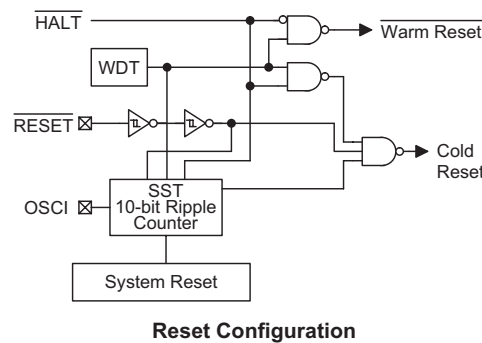 HALT
Warm Reset
WDT
RESET
Cold
Reset
SST
10-bit Ripple
Counter
OSCI
System Reset
Reset Configuration